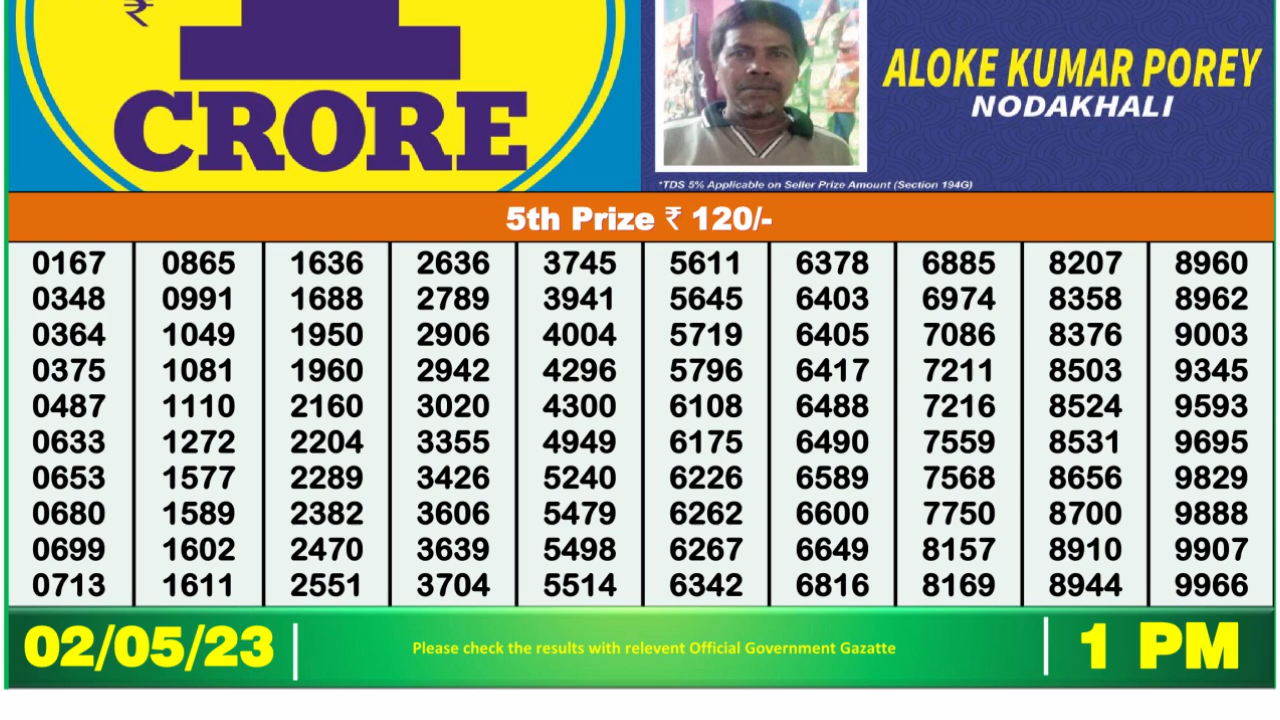 ₹
1
CRORE
ALOKE KUMAR POREY
NODAKHALI
*TDS 5% Applicable on Seller Prize Amount (Section 194G)
5th Prize ₹ 120/-
0167 0865 1636 2636 3745 5611 6378 6885 8207 8960
0348 0991 1688 2789 3941 5645 6403 6974 8358 8962
0364 1049 1950 2906 4004 5719 6405 7086 8376 9003
0375 1081 1960 2942 4296 5796 6417 7211 8503 9345
0487 1110 2160 3020 4300 6108 6488 7216 8524 9593
0633 1272 2204 3355 4949 6175 6490 7559 8531 9695
0653 1577 2289 3426 5240 6226 6589 7568 8656 9829
0680 1589 2382 3606 5479 6262 6600 7750 8700 9888
0699 1602 2470 3639 5498 6267 6649 8157 8910 9907
0713 1611 2551 3704 5514 6342 6816 8169 8944 9966
02/05/23
Please check the results with relevent Official Government Gazatte
1 PM